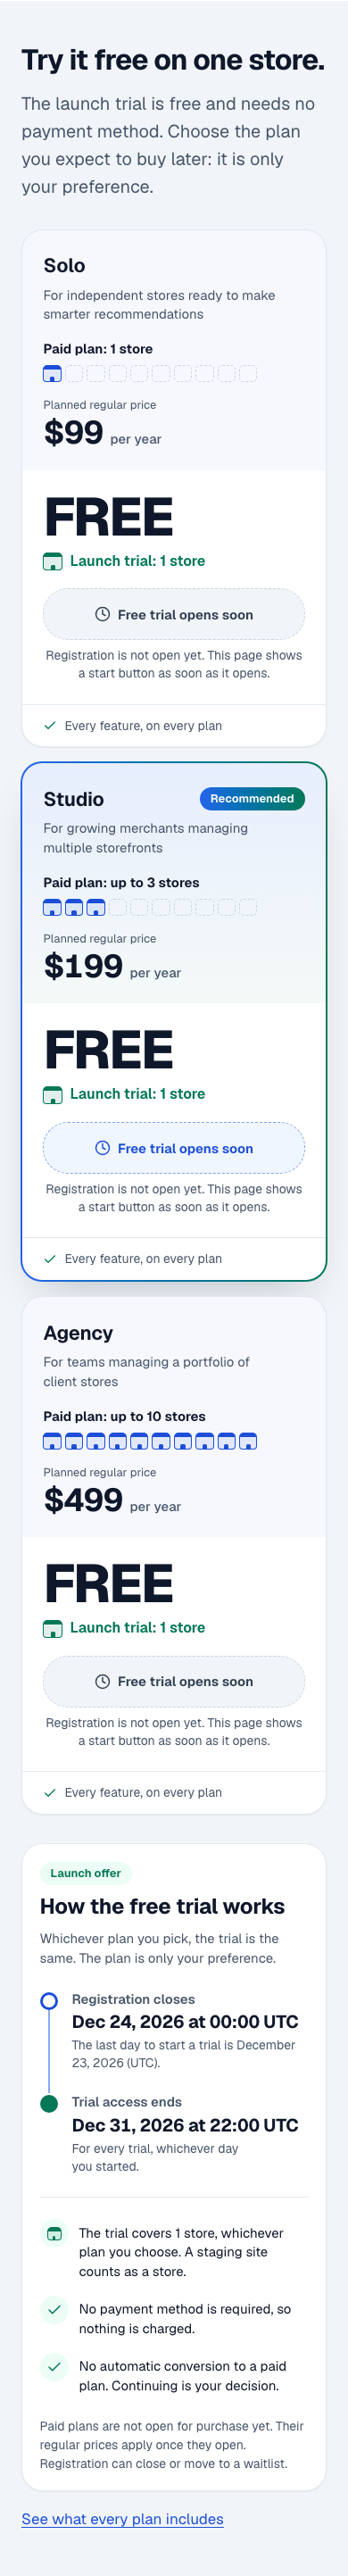 Try it free on one store.
The launch trial is free and needs no
payment method. Choose the plan
you expect to buy later: it is only
your preference.
Solo
For independent stores ready to make
smarter recommendations
Paid plan: 1 store
Planned regular price
$99 per year
FREE
Launch trial: 1 store
Free trial opens soon
Registration is not open yet. This page shows
a start button as soon as it opens.
Every feature, on every plan
Studio
Recommended
For growing merchants managing
multiple storefronts
Paid plan: up to 3 stores
Planned regular price
$199 per year
FREE
Launch trial: 1 store
Free trial opens soon
Registration is not open yet. This page shows
a start button as soon as it opens.
Every feature, on every plan
Agency
For teams managing a portfolio of
client stores
Paid plan: up to 10 stores
Planned regular price
$499 per year
FREE
Launch trial: 1 store
Free trial opens soon
Registration is not open yet. This page shows
a start button as soon as it opens.
Every feature, on every plan
Launch offer
How the free trial works
Whichever plan you pick, the trial is the
same. The plan is only your preference.
Registration closes
Dec 24, 2026 at 00:00 UTC
The last day to start a trial is December
23, 2026 (UTC).
Trial access ends
Dec 31, 2026 at 22:00 UTC
For every trial, whichever day
you started.
The trial covers 1 store, whichever
plan you choose. A staging site
counts as a store.
No payment method is required, so
nothing is charged.
No automatic conversion to a paid
plan. Continuing is your decision.
Paid plans are not open for purchase yet. Their
regular prices apply once they open.
Registration can close or move to a waitlist.
See what every plan includes